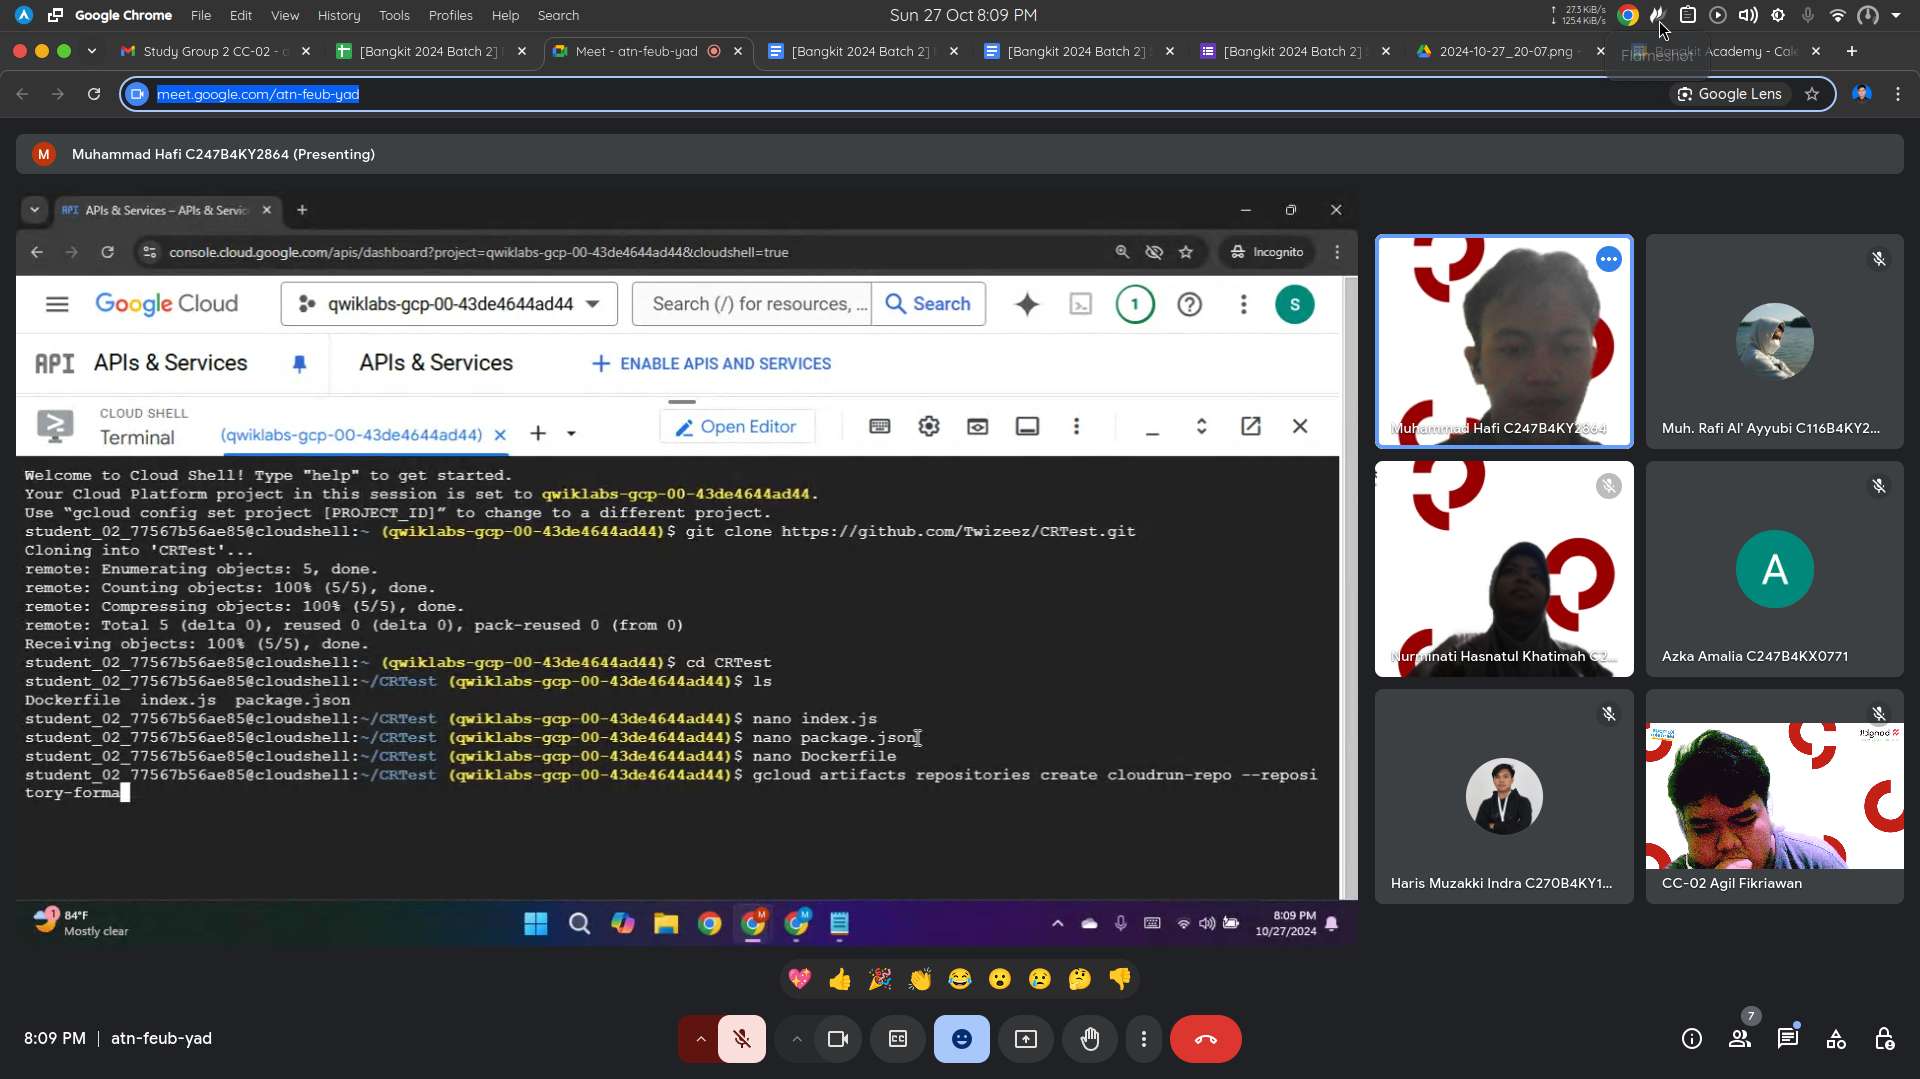 Google Chrome File Edit View History Tools Profiles Help Search
Sun 27 Oct 8:09 PM
↑ 27.3 KiB/s
↓ 125.4 KiB/s
Study Group 2 CC-02 -
[Bangkit 2024 Batch 2]
Meet - atn-feub-yad
[Bangkit 2024 Batch 2]
[Bangkit 2024 Batch 2]
[Bangkit 2024 Batch 2]
2024-10-27_20-07.png -
Bangkit Academy - Cale
Flameshot
meet.google.com/atn-feub-yad
Google Lens
M
Muhammad Hafi C247B4KY2864 (Presenting)
API APIs & Services – APIs & Servic
console.cloud.google.com/apis/dashboard?project=qwiklabs-gcp-00-43de4644ad44&cloudshell=true
Incognito
Google Cloud
qwiklabs-gcp-00-43de4644ad44
Search (/) for resources, ...
Search
1
S
API APIs & Services
APIs & Services
+ ENABLE APIS AND SERVICES
CLOUD SHELL
Terminal
(qwiklabs-gcp-00-43de4644ad44)
Open Editor
Welcome to Cloud Shell! Type "help" to get started.
Your Cloud Platform project in this session is set to qwiklabs-gcp-00-43de4644ad44.
Use “gcloud config set project [PROJECT_ID]” to change to a different project.
student_02_77567b56ae85@cloudshell:~ (qwiklabs-gcp-00-43de4644ad44)$ git clone https://github.com/Twizeez/CRTest.git
Cloning into 'CRTest'...
remote: Enumerating objects: 5, done.
remote: Counting objects: 100% (5/5), done.
remote: Compressing objects: 100% (5/5), done.
remote: Total 5 (delta 0), reused 0 (delta 0), pack-reused 0 (from 0)
Receiving objects: 100% (5/5), done.
student_02_77567b56ae85@cloudshell:~ (qwiklabs-gcp-00-43de4644ad44)$ cd CRTest
student_02_77567b56ae85@cloudshell:~/CRTest (qwiklabs-gcp-00-43de4644ad44)$ ls
Dockerfile index.js package.json
student_02_77567b56ae85@cloudshell:~/CRTest (qwiklabs-gcp-00-43de4644ad44)$ nano index.js
student_02_77567b56ae85@cloudshell:~/CRTest (qwiklabs-gcp-00-43de4644ad44)$ nano package.json
student_02_77567b56ae85@cloudshell:~/CRTest (qwiklabs-gcp-00-43de4644ad44)$ nano Dockerfile
student_02_77567b56ae85@cloudshell:~/CRTest (qwiklabs-gcp-00-43de4644ad44)$ gcloud artifacts repositories create cloudrun-repo --reposi
tory-forma
1
84°F
Mostly clear
8:09 PM
10/27/2024
Muhammad Hafi C247B4KY2864
Muh. Rafi Al' Ayyubi C116B4KY2...
Nurminati Hasnatul Khatimah C2...
A
Azka Amalia C247B4KX0771
Haris Muzakki Indra C270B4KY1...
CC-02 Agil Fikriawan
8:09 PM | atn-feub-yad
7